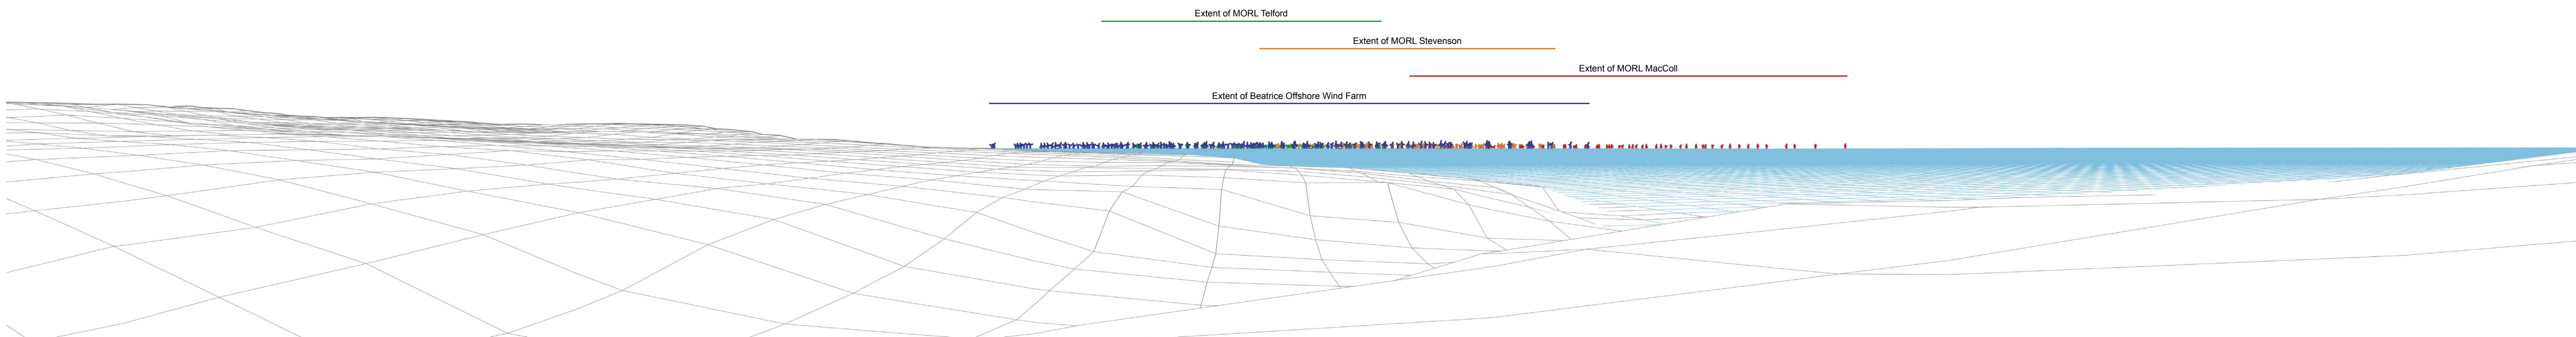 Extent of MORL Telford
Extent of MORL Stevenson
Extent of MORL MacColl
Extent of Beatrice Offshore Wind Farm